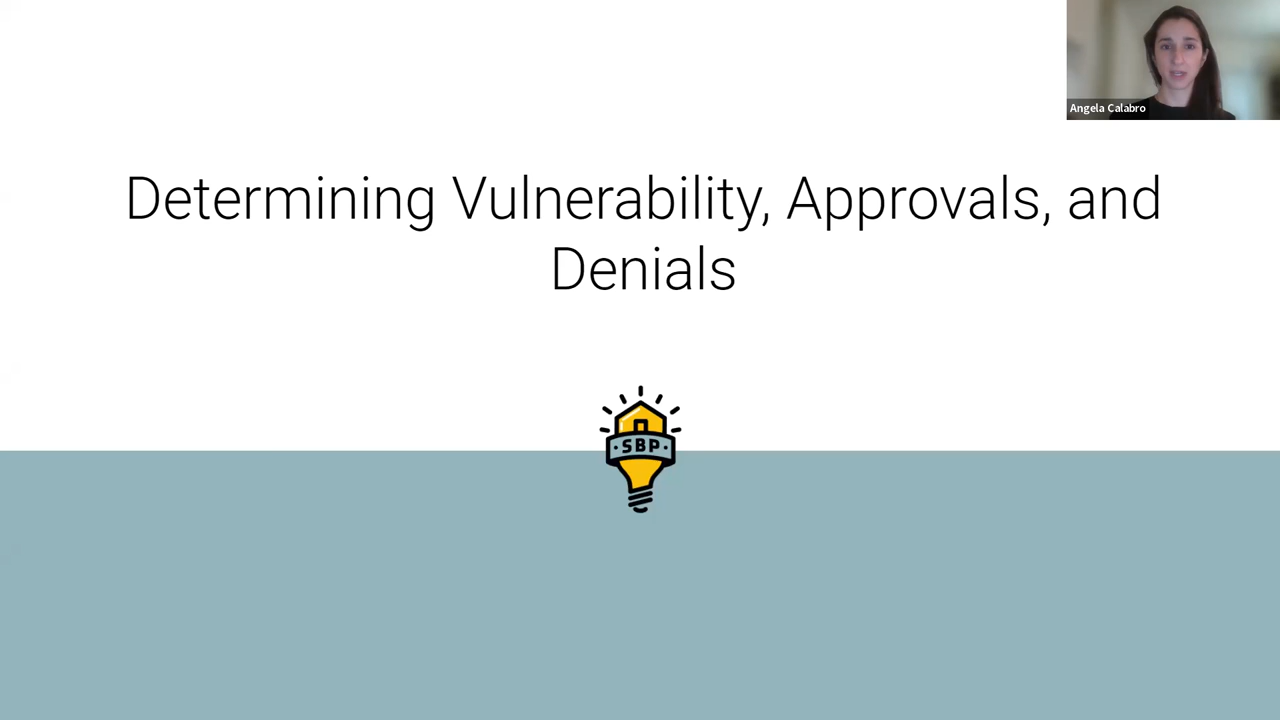 Angela Calabro
Determining Vulnerability, Approvals, and
Denials
SBP